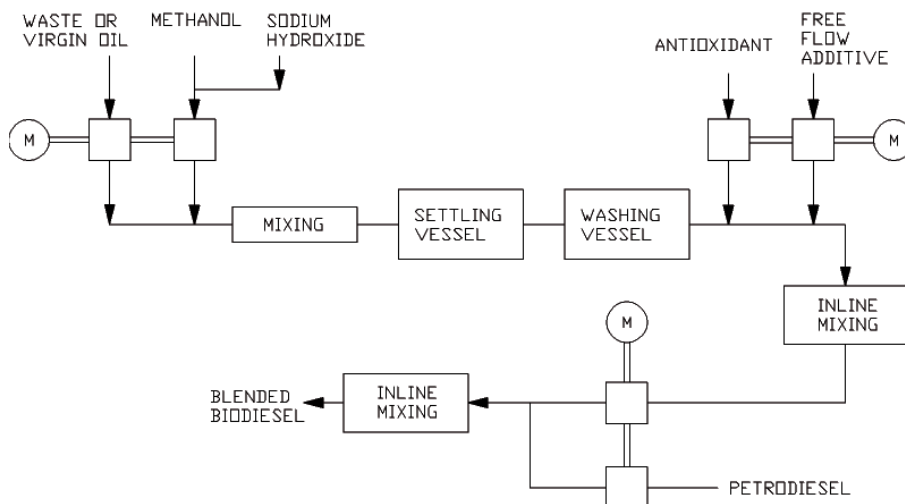 WASTE OR
VIRGIN OIL
METHANOL
SODIUM
HYDROXIDE
ANTIOXIDANT
FREE
FLOW
ADDITIVE
M
M
MIXING
SETTLING
VESSEL
WASHING
VESSEL
INLINE
MIXING
M
BLENDED
BIODIESEL
INLINE
MIXING
PETRODIESEL